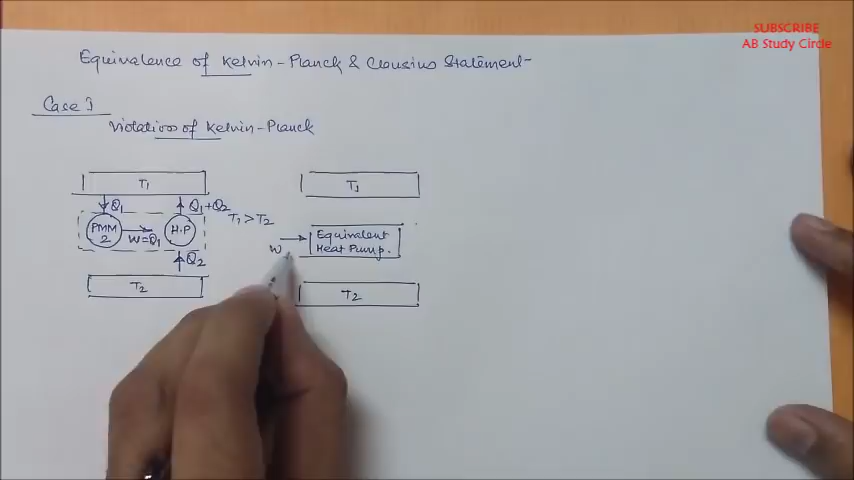 SUBSCRIBE
AB Study Circle
Equivalence of Kelvin-Planck & Clausius Statement-
Case I
Violation of Kelvin-Planck
T1
Q1
Q1+Q2
T1 > T2
PMM
2
W=Q1
H.P
Q2
T2
T1
W
Equivalent
Heat Pump.
T2